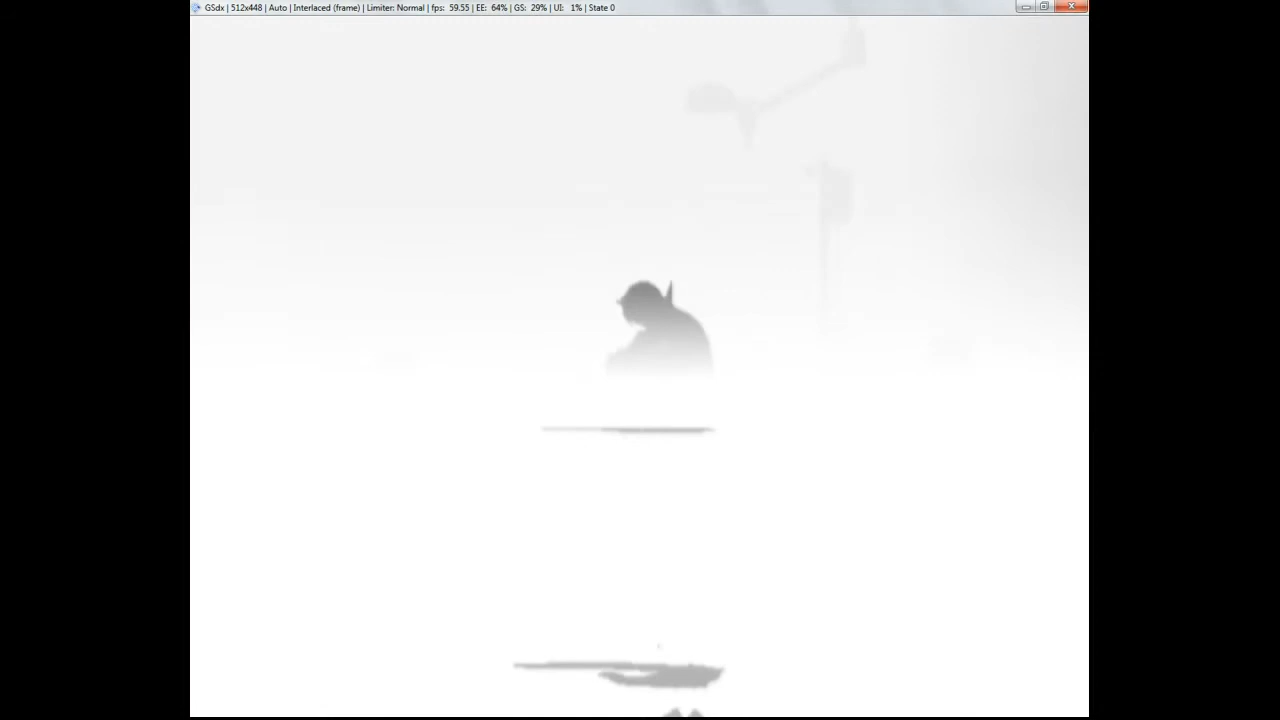 GSdx | 512x448 | Auto | Interlaced (frame) | Limiter: Normal | fps: 59.55 | EE: 64% | GS: 29% | UI: 1% | State 0